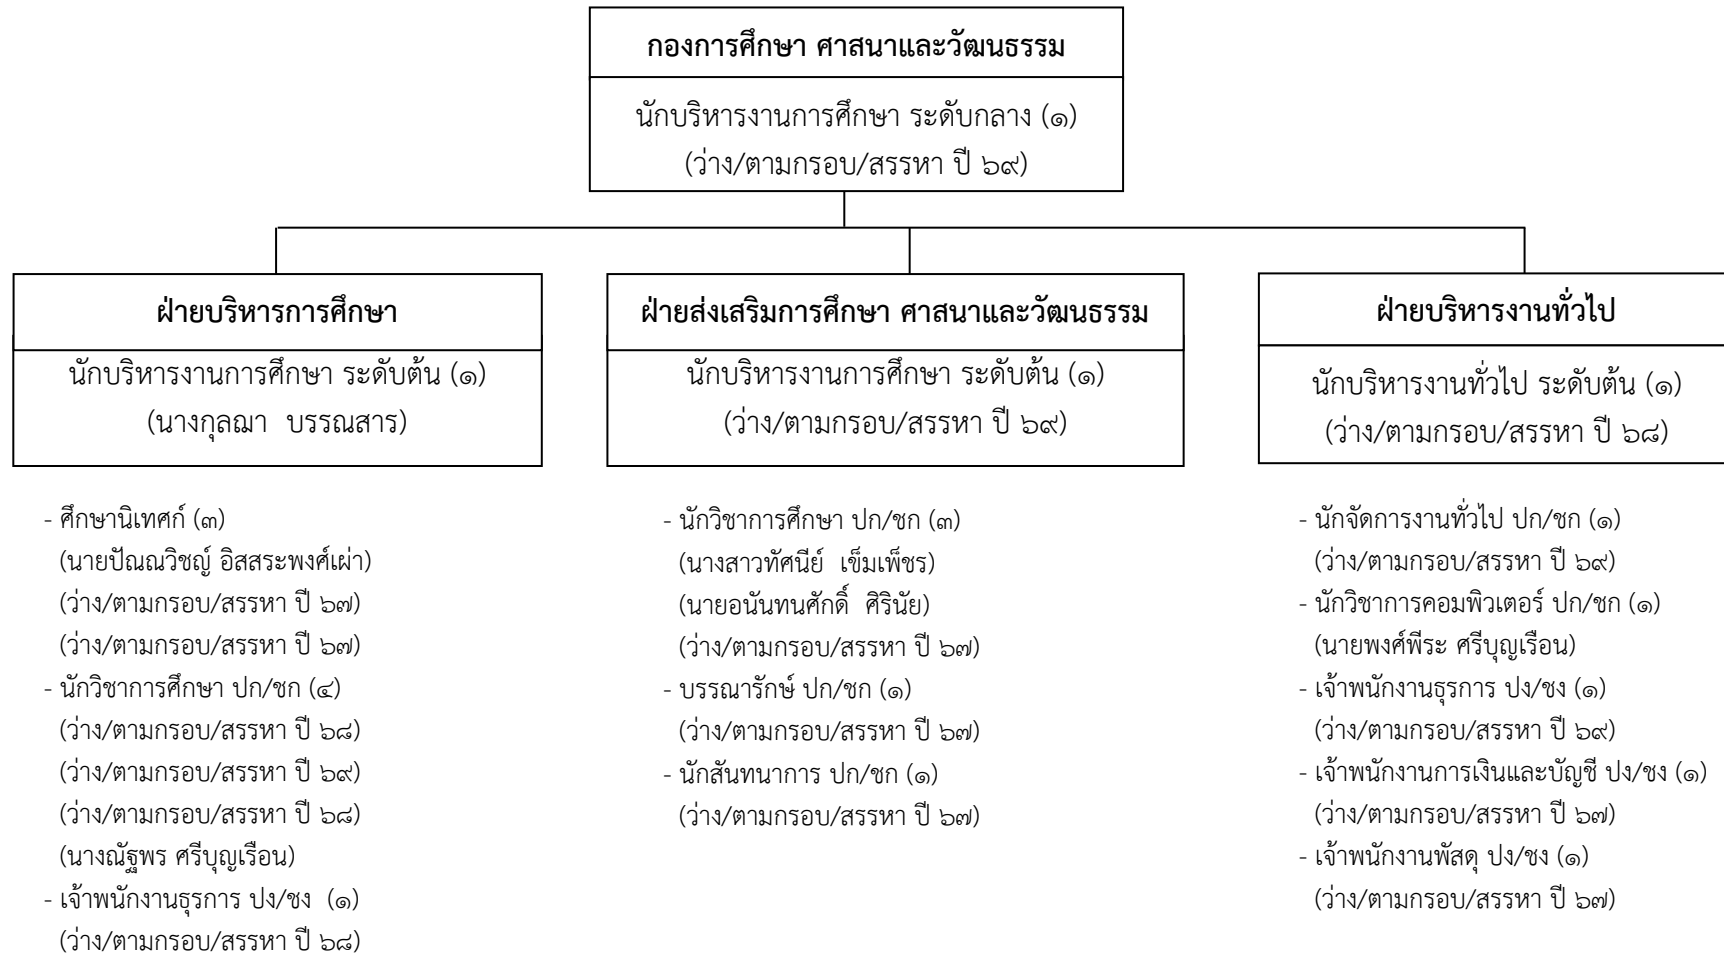 กองการศึกษา ศาสนาและวัฒนธรรม
นักบริหารงานการศึกษา ระดับกลาง (๑)
(ว่าง/ตามกรอบ/สรรหา ปี ๖๙)
ฝ่ายบริหารการศึกษา
นักบริหารงานการศึกษา ระดับต้น (๑)
(นางกุลฌา  บรรณสาร)
- ศึกษานิเทศก์ (๓)
(นายปัณณวิชญ์ อิสสระพงศ์เผ่า)
(ว่าง/ตามกรอบ/สรรหา ปี ๖๗)
(ว่าง/ตามกรอบ/สรรหา ปี ๖๗)
- นักวิชาการศึกษา ปก/ชก (๔)
(ว่าง/ตามกรอบ/สรรหา ปี ๖๘)
(ว่าง/ตามกรอบ/สรรหา ปี ๖๙)
(ว่าง/ตามกรอบ/สรรหา ปี ๖๘)
(นางณัฐพร ศรีบุญเรือน)
- เจ้าพนักงานธุรการ ปง/ชง  (๑)
(ว่าง/ตามกรอบ/สรรหา ปี ๖๘)
ฝ่ายส่งเสริมการศึกษา ศาสนาและวัฒนธรรม
นักบริหารงานการศึกษา ระดับต้น (๑)
(ว่าง/ตามกรอบ/สรรหา ปี ๖๙)
- นักวิชาการศึกษา ปก/ชก (๓)
(นางสาวทัศนีย์  เข็มเพ็ชร)
(นายอนันทนศักดิ์  ศิรินัย)
(ว่าง/ตามกรอบ/สรรหา ปี ๖๗)
- บรรณารักษ์ ปก/ชก (๑)
(ว่าง/ตามกรอบ/สรรหา ปี ๖๗)
- นักสันทนาการ ปก/ชก (๑)
(ว่าง/ตามกรอบ/สรรหา ปี ๖๗)
ฝ่ายบริหารงานทั่วไป
นักบริหารงานทั่วไป ระดับต้น (๑)
(ว่าง/ตามกรอบ/สรรหา ปี ๖๘)
- นักจัดการงานทั่วไป ปก/ชก (๑)
(ว่าง/ตามกรอบ/สรรหา ปี ๖๙)
- นักวิชาการคอมพิวเตอร์ ปก/ชก (๑)
(นายพงศ์พีระ ศรีบุญเรือน)
- เจ้าพนักงานธุรการ ปง/ชง (๑)
(ว่าง/ตามกรอบ/สรรหา ปี ๖๙)
- เจ้าพนักงานการเงินและบัญชี ปง/ชง (๑)
(ว่าง/ตามกรอบ/สรรหา ปี ๖๗)
- เจ้าพนักงานพัสดุ ปง/ชง (๑)
(ว่าง/ตามกรอบ/สรรหา ปี ๖๗)